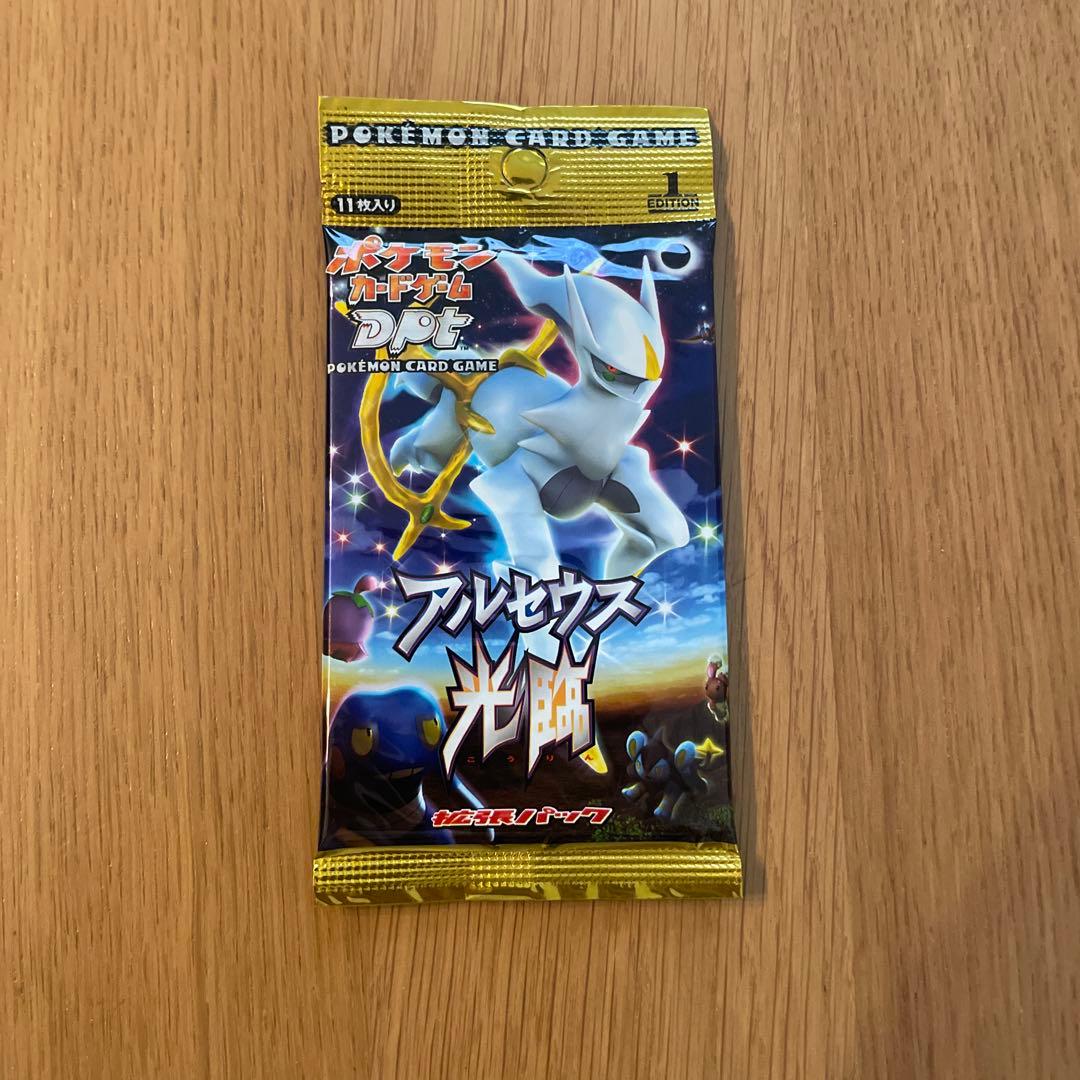 POKÉMON CARD GAME
11枚入り
1
EDITION
ポケモン
カードゲーム
DPt
TM
POKÉMON CARD GAME
アルセウス
光臨
こうりん
拡張パック